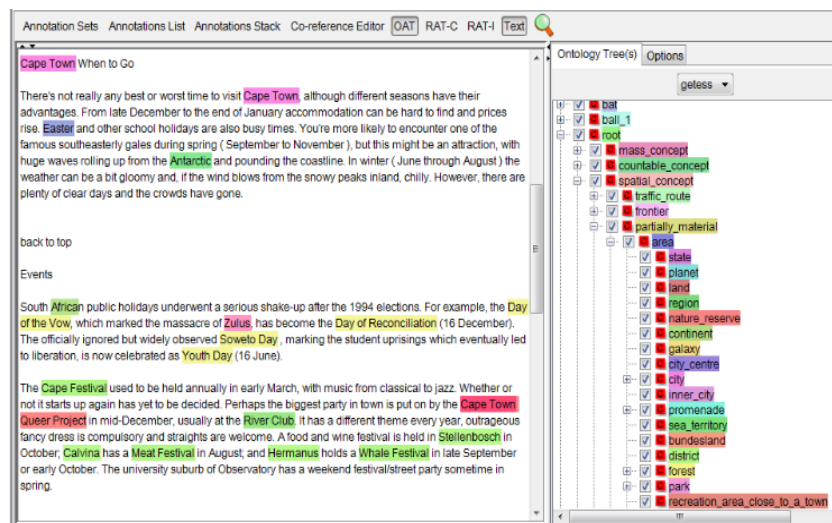 Annotation Sets Annotations List Annotations Stack Co-reference Editor OAT RAT-C RAT-I Text
Cape Town When to Go
There's not really any best or worst time to visit Cape Town, although different seasons have their
advantages. From late December to the end of January accommodation can be hard to find and prices
rise. Easter and other school holidays are also busy times. You're more likely to encounter one of the
famous southeasterly gales during spring ( September to November ), but this might be an attraction, with
huge waves rolling up from the Antarctic and pounding the coastline. In winter ( June through August ) the
weather can be a bit gloomy and, if the wind blows from the snowy peaks inland, chilly. However, there are
plenty of clear days and the crowds have gone.
back to top
Events
South African public holidays underwent a serious shake-up after the 1994 elections. For example, the Day
of the Vow, which marked the massacre of Zulus, has become the Day of Reconciliation (16 December).
The officially ignored but widely observed Soweto Day , marking the student uprisings which eventually led
to liberation, is now celebrated as Youth Day (16 June).
The Cape Festival used to be held annually in early March, with music from classical to jazz. Whether or
not it starts up again has yet to be decided. Perhaps the biggest party in town is put on by the Cape Town
Queer Project in mid-December, usually at the River Club. It has a different theme every year, outrageous
fancy dress is compulsory and straights are welcome. A food and wine festival is held in Stellenbosch in
October; Calvina has a Meat Festival in August; and Hermanus holds a Whale Festival in late September
or early October. The university suburb of Observatory has a weekend festival/street party sometime in
spring.
Ontology Tree(s) Options
getess
C bat
C ball_1
C root
C mass_concept
C countable_concept
C spatial_concept
C traffic_route
C frontier
C partially_material
C area
C state
C planet
C land
C region
C nature_reserve
C continent
C galaxy
C city_centre
C city
C inner_city
C promenade
C sea_territory
C bundesland
C district
C forest
C park
C recreation_area_close_to_a_town